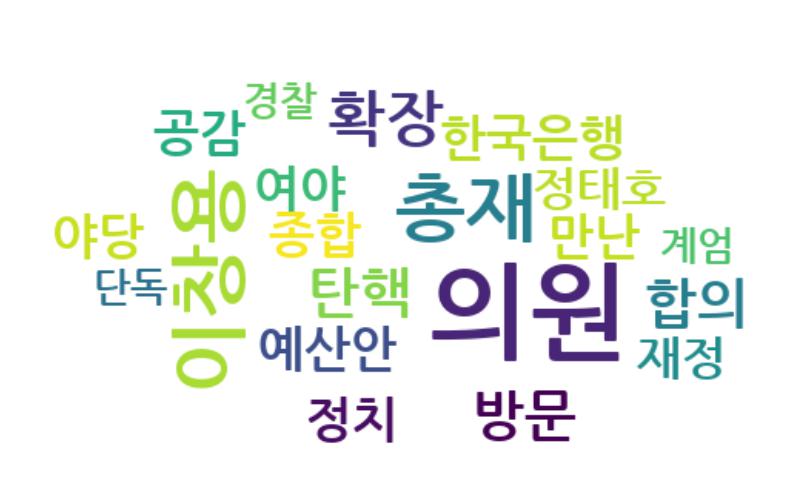 경찰
확장
공감
한국은행
여야
총재
정태호
이창용
야당
종합
만난
계엄
단독
탄핵
의원
합의
예산안
재정
정치
방문